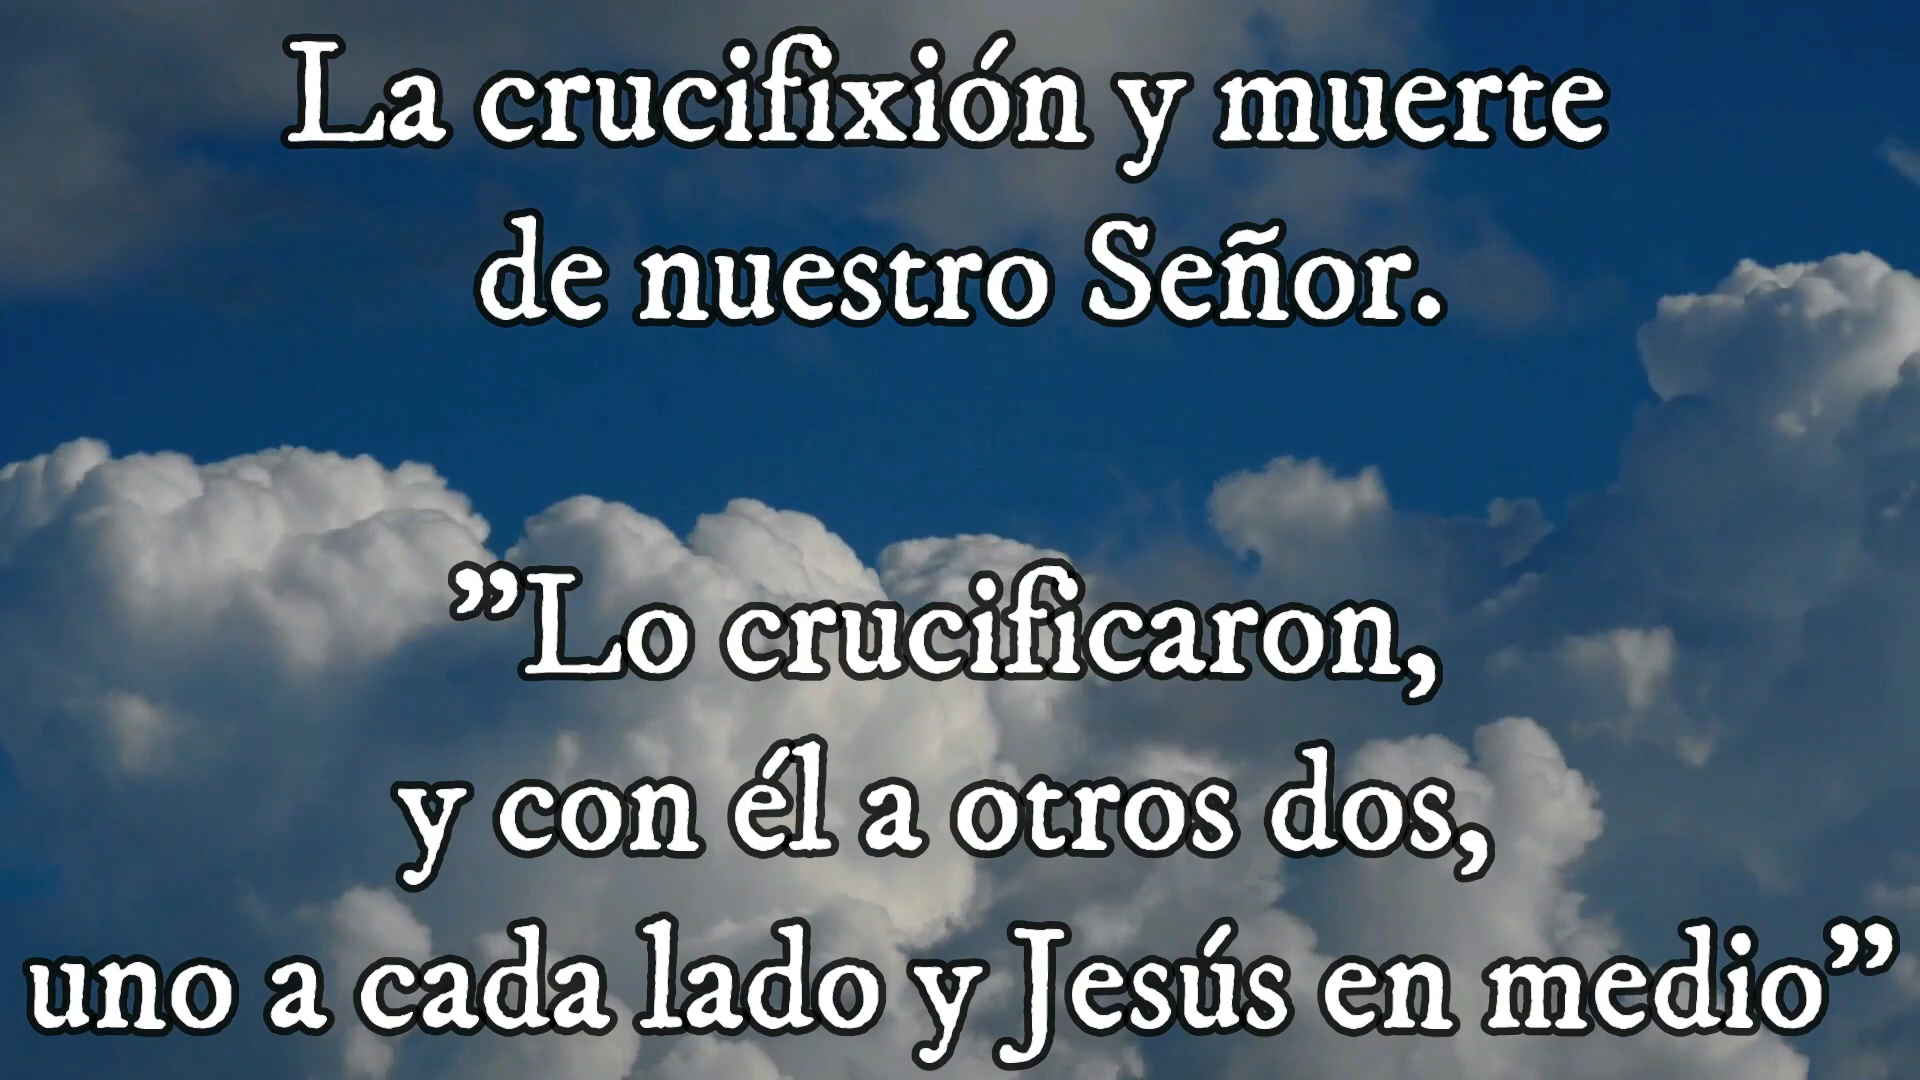 La crucifixión y muerte
de nuestro Señor.
”Lo crucificaron,
y con él a otros dos,
uno a cada lado y Jesús en medio”